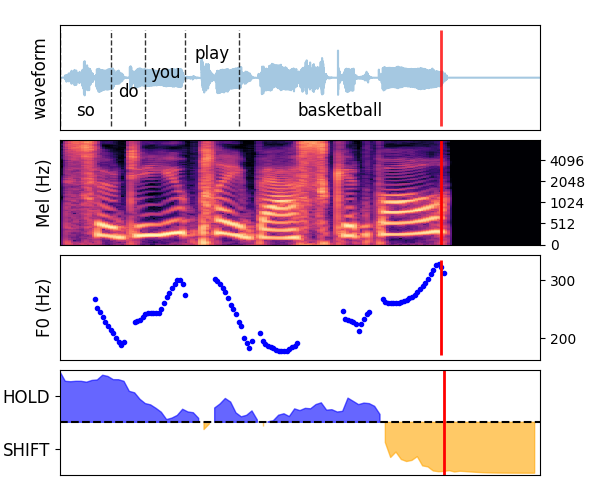 waveform
so
do
you
play
basketball
Mel (Hz)
4096
2048
1024
512
0
F0 (Hz)
300
200
HOLD
SHIFT